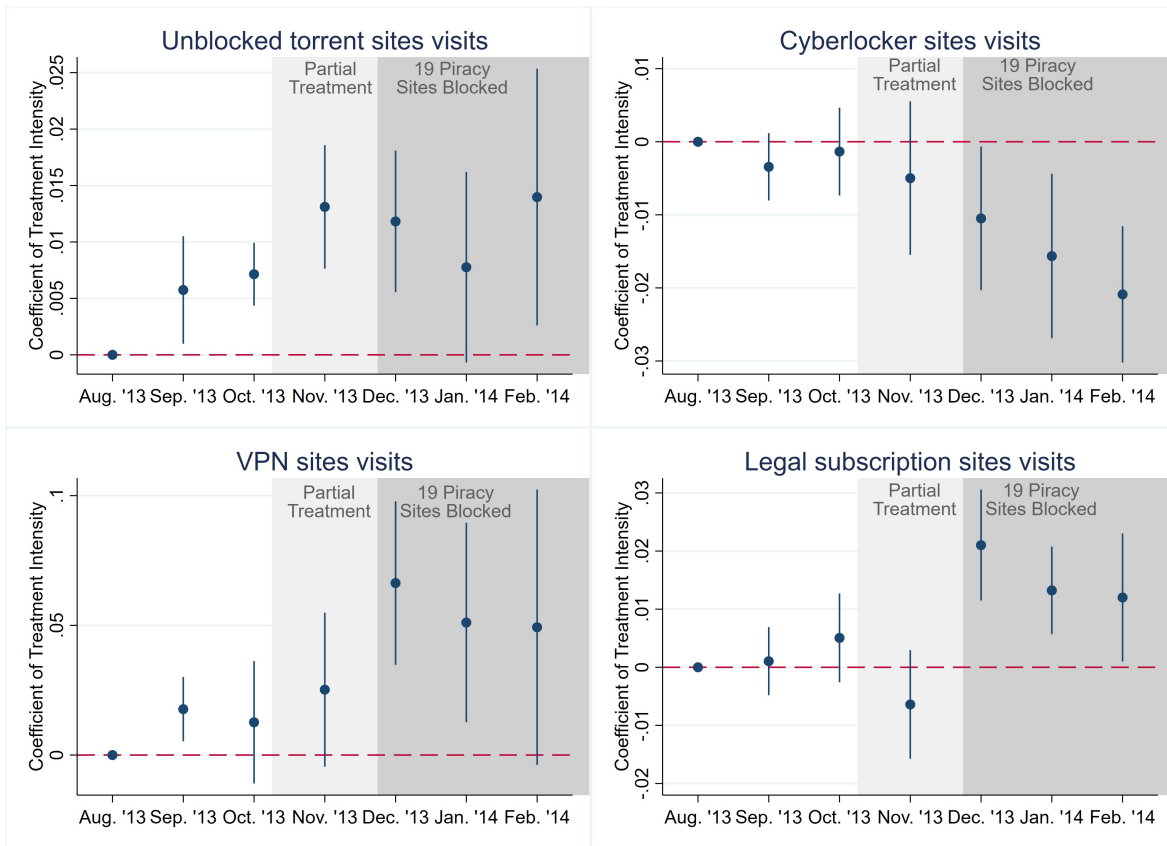 Unblocked torrent sites visits
Coefficient of Treatment Intensity
.025
.02
.015
.01
.005
0
Partial
Treatment
19 Piracy
Sites Blocked
Aug. '13 Sep. '13 Oct. '13 Nov. '13 Dec. '13 Jan. '14 Feb. '14
Cyberlocker sites visits
Coefficient of Treatment Intensity
.01
0
-.01
-.02
-.03
Partial
Treatment
19 Piracy
Sites Blocked
Aug. '13 Sep. '13 Oct. '13 Nov. '13 Dec. '13 Jan. '14 Feb. '14
VPN sites visits
Coefficient of Treatment Intensity
.1
.05
0
Partial
Treatment
19 Piracy
Sites Blocked
Aug. '13 Sep. '13 Oct. '13 Nov. '13 Dec. '13 Jan. '14 Feb. '14
Legal subscription sites visits
Coefficient of Treatment Intensity
.03
.02
.01
0
-.01
-.02
Partial
Treatment
19 Piracy
Sites Blocked
Aug. '13 Sep. '13 Oct. '13 Nov. '13 Dec. '13 Jan. '14 Feb. '14